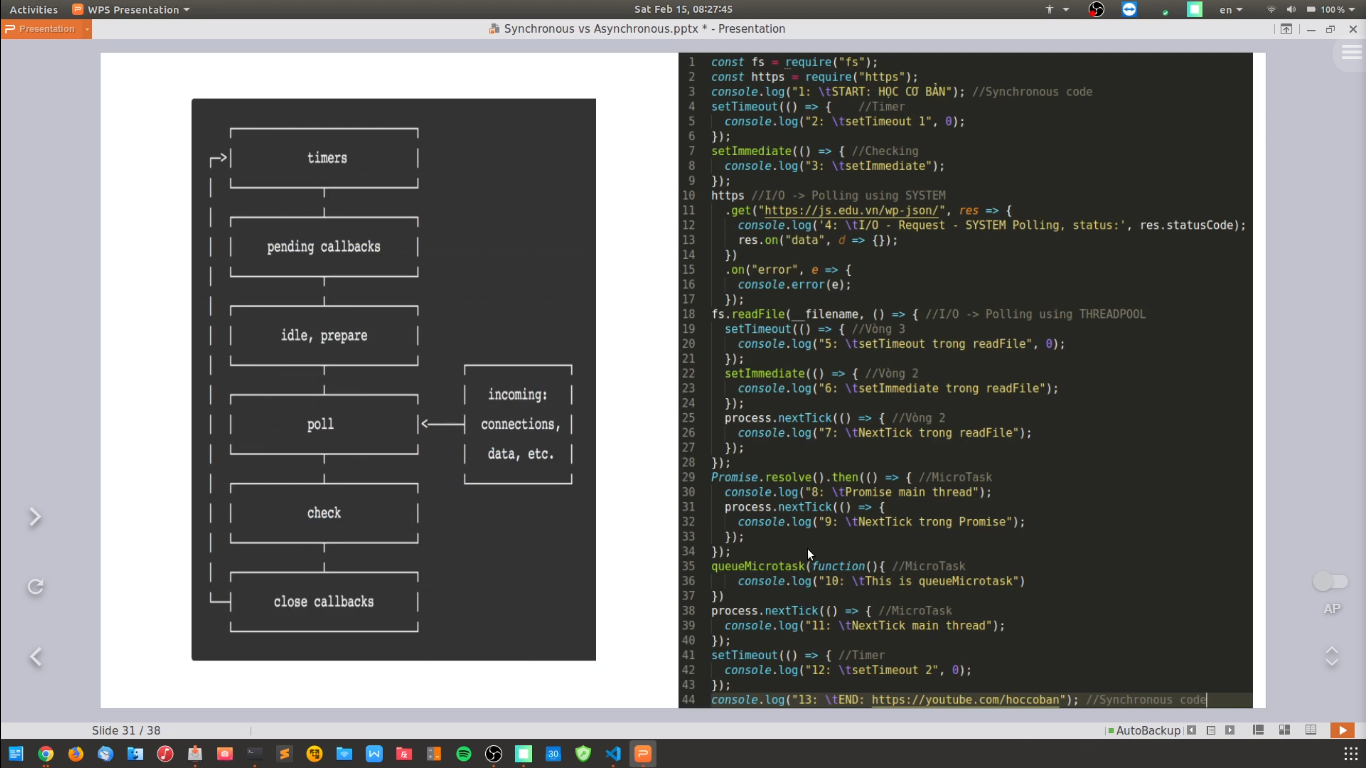 Activities
WPS Presentation
Sat Feb 15, 08:27:45
en
100 %
Presentation
Synchronous vs Asynchronous.pptx * - Presentation
timers
pending callbacks
idle, prepare
poll
incoming:
connections,
data, etc.
check
close callbacks
1 const fs = require("fs");
2 const https = require("https");
3 console.log("1: \tSTART: HỌC CƠ BẢN"); //Synchronous code
4 setTimeout(() => { //Timer
5 console.log("2: \tsetTimeout 1", 0);
6 });
7 setImmediate(() => { //Checking
8 console.log("3: \tsetImmediate");
9 });
10 https //I/O -> Polling using SYSTEM
11 .get("https://js.edu.vn/wp-json/", res => {
12 console.log('4: \tI/O - Request - SYSTEM Polling, status:', res.statusCode);
13 res.on("data", d => {});
14 })
15 .on("error", e => {
16 console.error(e);
17 });
18 fs.readFile(__filename, () => { //I/O -> Polling using THREADPOOL
19 setTimeout(() => { //Vòng 3
20 console.log("5: \tsetTimeout trong readFile", 0);
21 });
22 setImmediate(() => { //Vòng 2
23 console.log("6: \tsetImmediate trong readFile");
24 });
25 process.nextTick(() => { //Vòng 2
26 console.log("7: \tNextTick trong readFile");
27 });
28 });
29 Promise.resolve().then(() => { //MicroTask
30 console.log("8: \tPromise main thread");
31 process.nextTick(() => {
32 console.log("9: \tNextTick trong Promise");
33 });
34 });
35 queueMicrotask(function(){ //MicroTask
36 console.log("10: \tThis is queueMicrotask")
37 })
38 process.nextTick(() => { //MicroTask
39 console.log("11: \tNextTick main thread");
40 });
41 setTimeout(() => { //Timer
42 console.log("12: \tsetTimeout 2", 0);
43 });
44 console.log("13: \tEND: https://youtube.com/hoccoban"); //Synchronous code
AP
Slide 31 / 38
AutoBackup
30